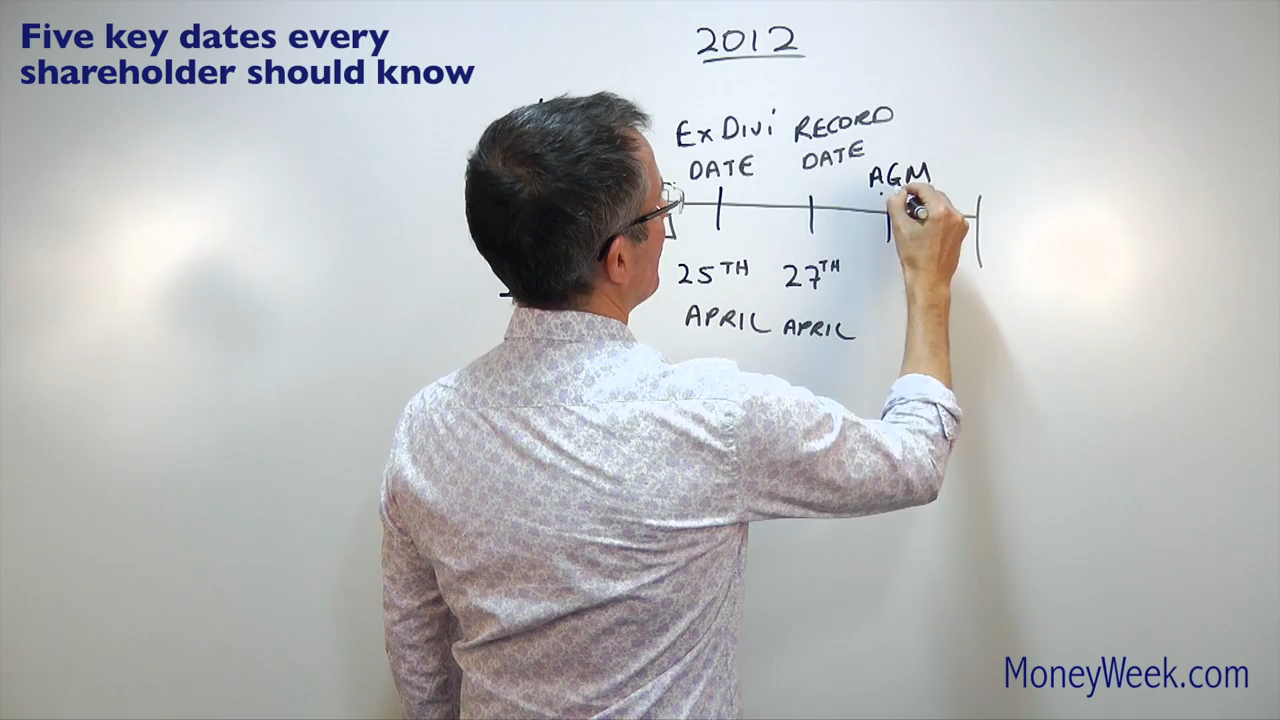 Five key dates every
shareholder should know
2012
Ex Divi
DATE
RECORD
DATE
AGM
25TH
APRIL
27TH
APRIL
MoneyWeek.com